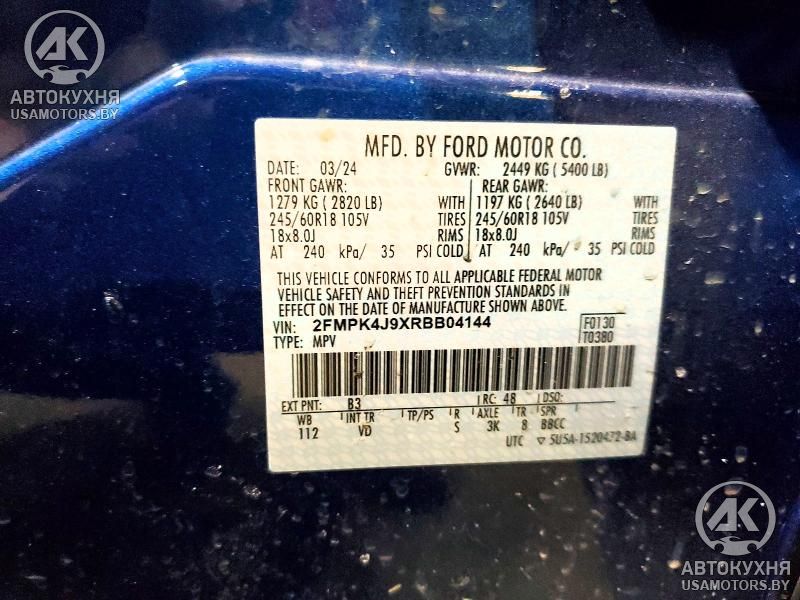 AK
АВТОКУХНЯ
USAMOTORS.BY
MFD. BY FORD MOTOR CO.
DATE: 03/24 GVWR: 2449 KG ( 5400 LB)
FRONT GAWR: REAR GAWR:
1279 KG ( 2820 LB) WITH 1197 KG ( 2640 LB) WITH
245/60R18 105V TIRES 245/60R18 105V TIRES
18x8.0J RIMS 18x8.0J RIMS
AT 240 kPa/ 35 PSI COLD AT 240 kPa/ 35 PSI COLD
THIS VEHICLE CONFORMS TO ALL APPLICABLE FEDERAL MOTOR
VEHICLE SAFETY AND THEFT PREVENTION STANDARDS IN
EFFECT ON THE DATE OF MANUFACTURE SHOWN ABOVE.
VIN: 2FMPK4J9XRBB04144 F0130
TYPE: MPV T0380
EXT PNT: B3 RC: 48 DSO:
WB INT TR TP/PS R AXLE TR SPR
112 VD S 3K 8 BBCC
UTC ▽ 5U5A-1520472-BA
AK
АВТОКУХНЯ
USAMOTORS.BY